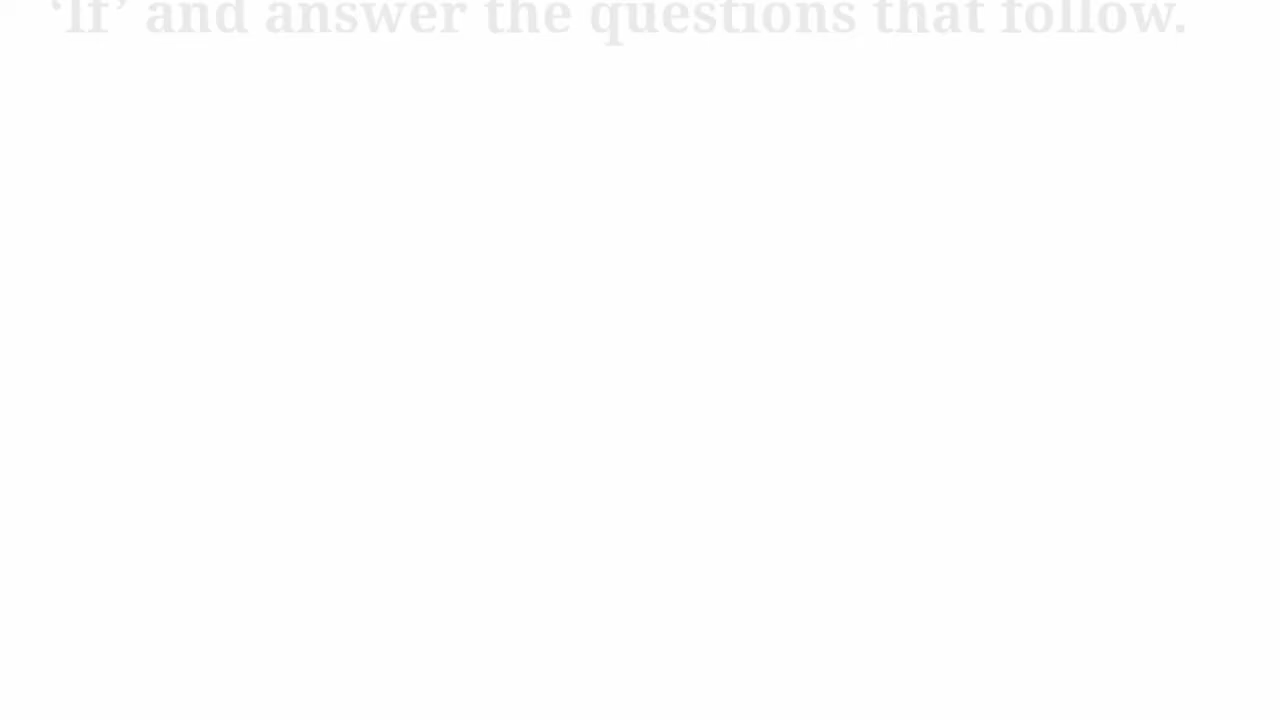 ‘If’ and answer the questions that follow.